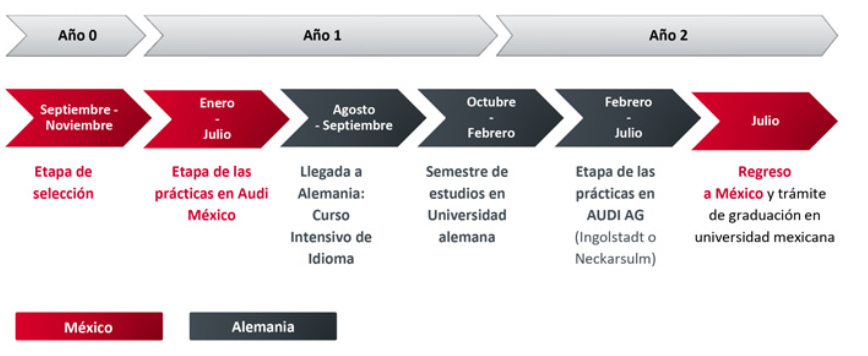 Año 0
Año 1
Año 2
Septiembre -
Noviembre
Enero
-
Julio
Agosto
- Septiembre
Octubre
-
Febrero
Febrero
-
Julio
Julio
Etapa de
selección
Etapa de las
prácticas en Audi
México
Llegada a
Alemania:
Curso
Intensivo de
Idioma
Semestre de
estudios en
Universidad
alemana
Etapa de las
prácticas en
AUDI AG
(Ingolstadt o
Neckarsulm)
Regreso
a México y trámite
de graduación en
universidad mexicana
México
Alemania